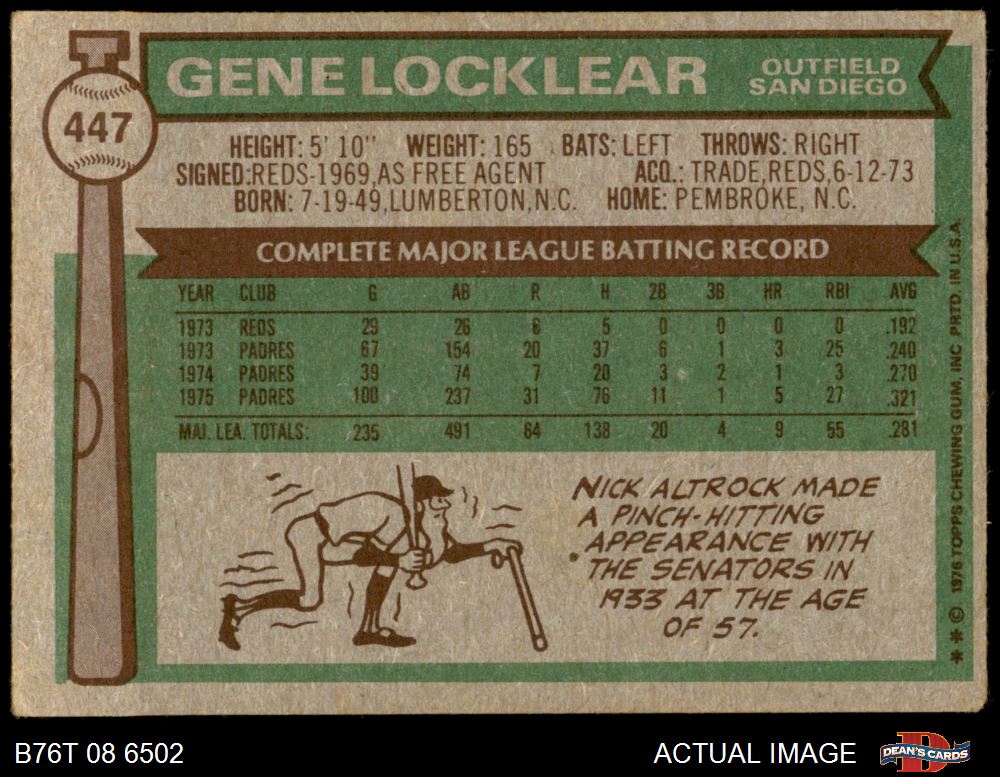 GENE LOCKLEAR
OUTFIELD
SAN DIEGO
447
HEIGHT: 5' 10" WEIGHT: 165 BATS: LEFT THROWS: RIGHT
SIGNED:REDS-1969,AS FREE AGENT ACQ.: TRADE,REDS,6-12-73
BORN: 7-19-49,LUMBERTON,N.C. HOME: PEMBROKE, N.C.
COMPLETE MAJOR LEAGUE BATTING RECORD
YEAR CLUB G AB R H 2B 3B HR RBI AVG
1973 REDS 29 26 6 5 0 0 0 0 .192
1973 PADRES 67 154 20 37 6 1 3 25 .240
1974 PADRES 39 74 7 20 3 2 1 3 .270
1975 PADRES 100 237 31 76 11 1 5 27 .321
MAJ. LEA. TOTALS: 235 491 64 138 20 4 9 55 .281
NICK ALTROCK MADE
A PINCH-HITTING
APPEARANCE WITH
THE SENATORS IN
1933 AT THE AGE
OF 57.
* * © 1976 TOPPS CHEWING GUM, INC PRTD. IN U.S.A.
B76T 08 6502
ACTUAL IMAGE
D
DEAN'S CARDS